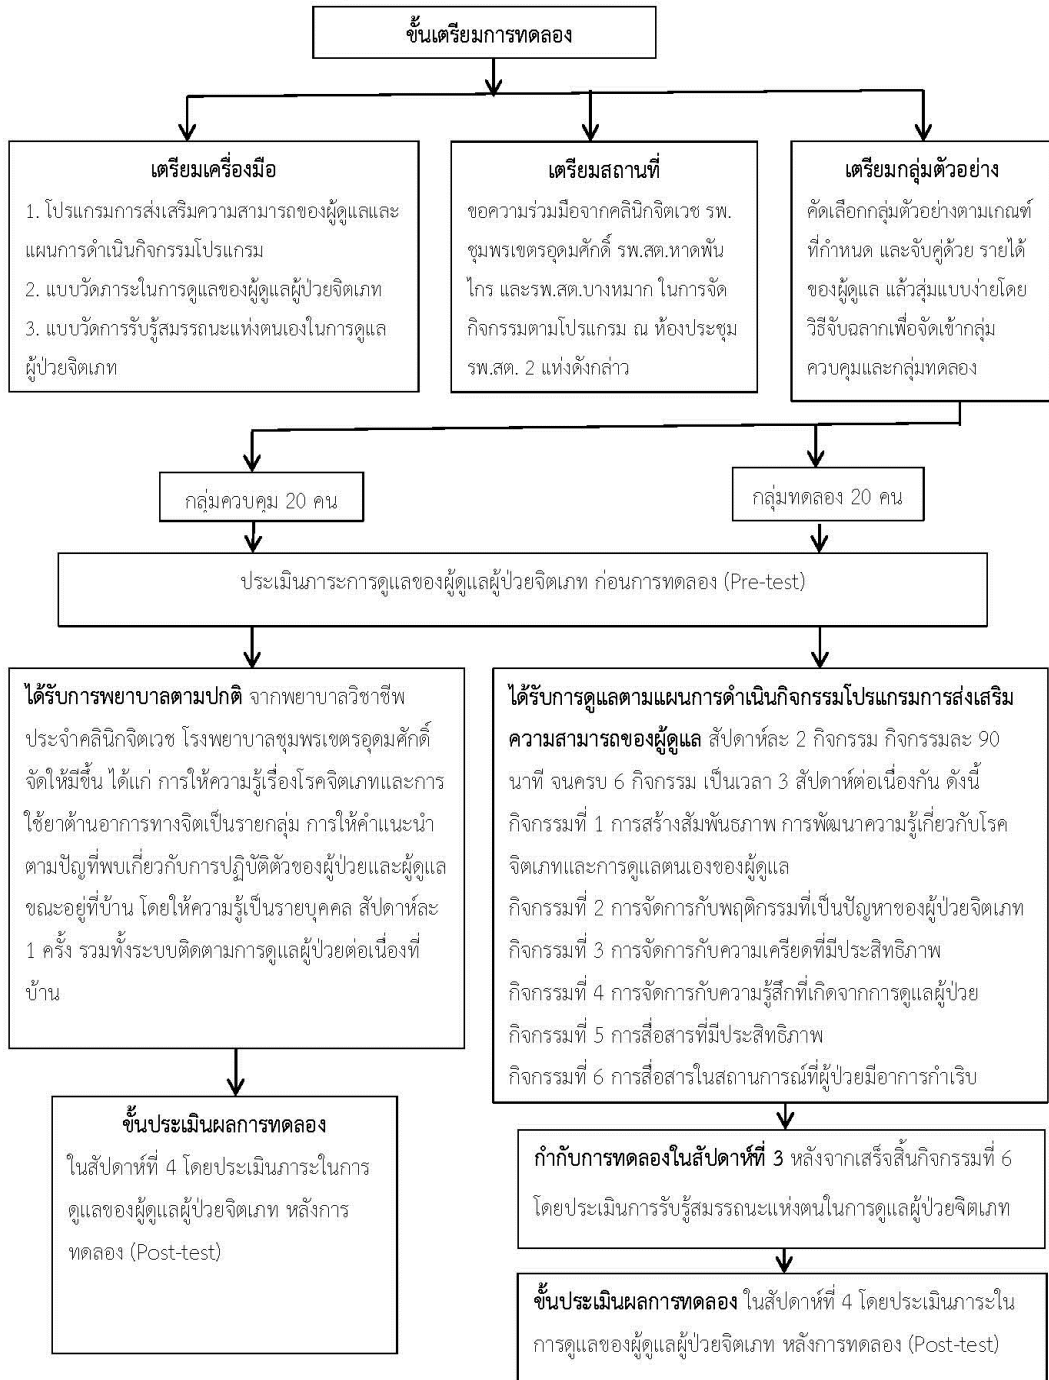 ขั้นเตรียมการทดลอง
เตรียมเครื่องมือ
1. โปรแกรมการส่งเสริมความสามารถของผู้ดูแลและ
แผนการดำเนินกิจกรรมโปรแกรม
2. แบบวัดภาระในการดูแลของผู้ดูแลผู้ป่วยจิตเภท
3. แบบวัดการรับรู้สมรรถนะแห่งตนเองในการดูแล
ผู้ป่วยจิตเภท
เตรียมสถานที่
ขอความร่วมมือจากคลินิกจิตเวช รพ.
ชุมพรเขตรอุดมศักดิ์ รพ.สต.หาดพัน
ไกร และรพ.สต.บางหมาก ในการจัด
กิจกรรมตามโปรแกรม ณ ห้องประชุม
รพ.สต. 2 แห่งดังกล่าว
เตรียมกลุ่มตัวอย่าง
คัดเลือกกลุ่มตัวอย่างตามเกณฑ์
ที่กำหนด และจับคู่ด้วย รายได้
ของผู้ดูแล แล้วสุ่มแบบง่ายโดย
วิธีจับฉลากเพื่อจัดเข้ากลุ่ม
ควบคุมและกลุ่มทดลอง
กลุ่มควบคุม 20 คน
กลุ่มทดลอง 20 คน
ประเมินภาระการดูแลของผู้ดูแลผู้ป่วยจิตเภท ก่อนการทดลอง (Pre-test)
ได้รับการพยาบาลตามปกติ จากพยาบาลวิชาชีพ
ประจำคลินิกจิตเวช โรงพยาบาลชุมพรเขตรอุดมศักดิ์
จัดให้มีขึ้น ได้แก่ การให้ความรู้เรื่องโรคจิตเภทและการ
ใช้ยาต้านอาการทางจิตเป็นรายกลุ่ม การให้คำแนะนำ
ตามปัญที่พบเกี่ยวกับการปฏิบัติตัวของผู้ป่วยและผู้ดูแล
ขณะอยู่ที่บ้าน โดยให้ความรู้เป็นรายบุคคล สัปดาห์ละ
1 ครั้ง รวมทั้งระบบติดตามการดูแลผู้ป่วยต่อเนื่องที่
บ้าน
ได้รับการดูแลตามแผนการดำเนินกิจกรรมโปรแกรมการส่งเสริม
ความสามารถของผู้ดูแล สัปดาห์ละ 2 กิจกรรม กิจกรรมละ 90
นาที จนครบ 6 กิจกรรม เป็นเวลา 3 สัปดาห์ต่อเนื่องกัน ดังนี้
กิจกรรมที่ 1 การสร้างสัมพันธภาพ การพัฒนาความรู้เกี่ยวกับโรค
จิตเภทและการดูแลตนเองของผู้ดูแล
กิจกรรมที่ 2 การจัดการกับพฤติกรรมที่เป็นปัญหาของผู้ป่วยจิตเภท
กิจกรรมที่ 3 การจัดการกับความเครียดที่มีประสิทธิภาพ
กิจกรรมที่ 4 การจัดการกับความรู้สึกที่เกิดจากการดูแลผู้ป่วย
กิจกรรมที่ 5 การสื่อสารที่มีประสิทธิภาพ
กิจกรรมที่ 6 การสื่อสารในสถานการณ์ที่ผู้ป่วยมีอาการกำเริบ
ขั้นประเมินผลการทดลอง
ในสัปดาห์ที่ 4 โดยประเมินภาระในการ
ดูแลของผู้ดูแลผู้ป่วยจิตเภท หลังการ
ทดลอง (Post-test)
กำกับการทดลองในสัปดาห์ที่ 3 หลังจากเสร็จสิ้นกิจกรรมที่ 6
โดยประเมินการรับรู้สมรรถนะแห่งตนในการดูแลผู้ป่วยจิตเภท
ขั้นประเมินผลการทดลอง ในสัปดาห์ที่ 4 โดยประเมินภาระใน
การดูแลของผู้ดูแลผู้ป่วยจิตเภท หลังการทดลอง (Post-test)